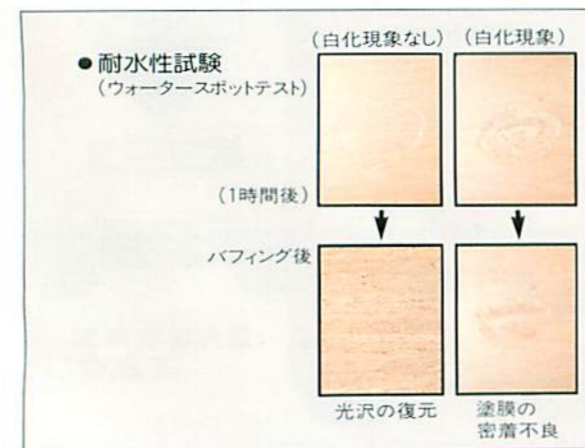 (白化現象なし) (白化現象)
●耐水性試験
(ウォータースポットテスト)
(1時間後)
バフィング後
光沢の復元
塗膜の
密着不良